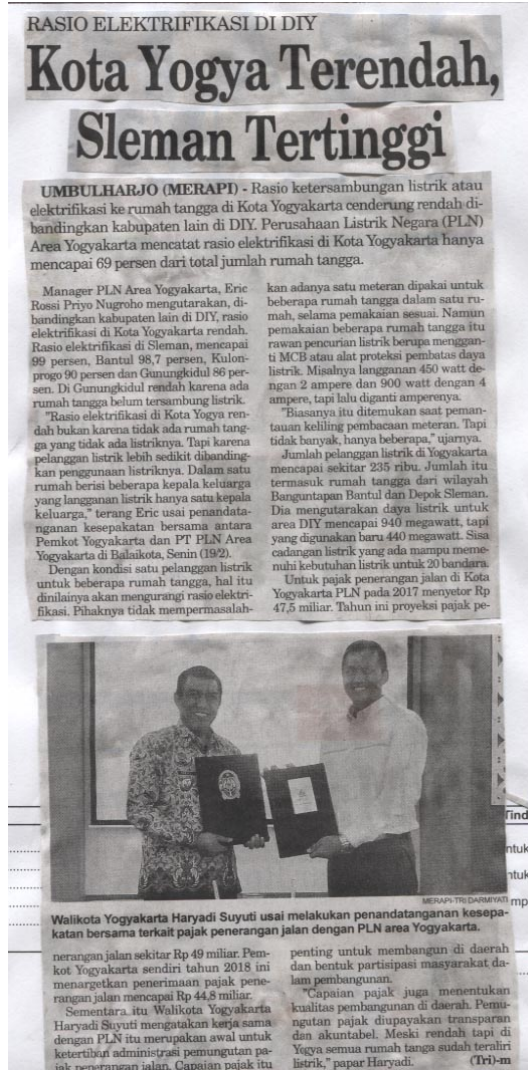 RASIO ELEKTRIFIKASI DI DIY
Kota Yogya Terendah,
Sleman Tertinggi
UMBULHARJO (MERAPI) - Rasio ketersambungan listrik atau
elektrifikasi ke rumah tangga di Kota Yogyakarta cenderung rendah di-
bandingkan kabupaten lain di DIY. Perusahaan Listrik Negara (PLN)
Area Yogyakarta mencatat rasio elektrifikasi di Kota Yogyakarta hanya
mencapai 69 persen dari total jumlah rumah tangga.
Manager PLN Area Yogyakarta, Eric
Rossi Priyo Nugroho mengutarakan, di-
bandingkan kabupaten lain di DIY, rasio
elektrifikasi di Kota Yogyakarta rendah.
Rasio elektrifikasi di Sleman, mencapai
99 persen, Bantul 98,7 persen, Kulon-
progo 90 persen dan Gunungkidul 86 per-
sen. Di Gunungkidul rendah karena ada
rumah tangga belum tersambung listrik.
"Rasio elektrifikasi di Kota Yogya ren-
dah bukan karena tidak ada rumah tang-
ga yang tidak ada listriknya. Tapi karena
pelanggan listrik lebih sedikit dibanding-
kan penggunaan listriknya. Dalam satu
rumah berisi beberapa kepala keluarga
yang langganan listrik hanya satu kepala
keluarga," terang Eric usai penandata-
nganan kesepakatan bersama antara
Pemkot Yogyakarta dan PT PLN Area
Yogyakarta di Balaikota, Senin (19/2).
Dengan kondisi satu pelanggan listrik
untuk beberapa rumah tangga, hal itu
dinilainya akan mengurangi rasio elektri-
fikasi. Pihaknya tidak mempermasalah-
kan adanya satu meteran dipakai untuk
beberapa rumah tangga dalam satu ru-
mah, selama pemakaian sesuai. Namun
pemakaian beberapa rumah tangga itu
rawan pencurian listrik berupa mengga-
nti MCB atau alat proteksi pembatas daya
listrik. Misalnya langganan 450 watt de-
ngan 2 ampere dan 900 watt dengan 4
ampere, tapi lalu diganti amperenya.
"Biasanya itu ditemukan saat peman-
tauan keliling pembacaan meteran. Tapi
tidak banyak, hanya beberapa," ujarnya.
Jumlah pelanggan listrik di Yogyakarta
mencapai sekitar 235 ribu. Jumlah itu
termasuk rumah tangga dari wilayah
Banguntapan Bantul dan Depok Sleman.
Dia mengutarakan daya listrik untuk
area DIY mencapai 940 megawatt, tapi
yang digunakan baru 440 megawatt. Sisa
cadangan listrik yang ada mampu meme-
nuhi kebutuhan listrik untuk 20 bandara.
Untuk pajak penerangan jalan di Kota
Yogyakarta PLN pada 2017 menyetor Rp
47,5 miliar. Tahun ini proyeksi pajak pe-
MERAPI-TRI DARMIYATI
Walikota Yogyakarta Haryadi Suyuti usai melakukan penandatanganan kesepa-
katan bersama terkait pajak penerangan jalan dengan PLN area Yogyakarta.
nerangan jalan sekitar Rp 49 miliar. Pem-
kot Yogyakarta sendiri tahun 2018 ini
menargetkan penerimaan pajak pene-
rangan jalan mencapai Rp 44,8 miliar.
Sementara itu Walikota Yogyakarta
Haryadi Suyuti mengatakan kerja sama
dengan PLN itu merupakan awal untuk
ketertiban administrasi pemungutan pa-
jak penerangan jalan. Capaian pajak itu
penting untuk membangun di daerah
dan bentuk partisipasi masyarakat da-
lam pembangunan.
"Capaian pajak juga menentukan
kualitas pembangunan di daerah. Pemu-
ngutan pajak diupayakan transparan
dan akuntabel. Meski rendah tapi di
Yogya semua rumah tanga sudah teraliri
listrik," papar Haryadi. (Tri)-m
Tind
ntuk
ntuk
mp